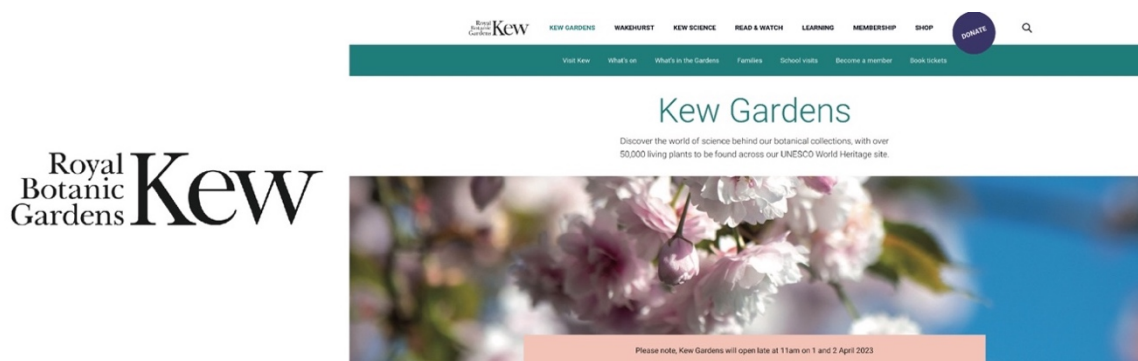 Royal
Botanic
Gardens
Kew
Royal
Botanic
Gardens
Kew
KEW GARDENS WAKEHURST KEW SCIENCE READ & WATCH LEARNING MEMBERSHIP SHOP DONATE
Visit Kew What's on What's in the Gardens Families School visits Become a member Book tickets
Kew Gardens
Discover the world of science behind our botanical collections, with over
50,000 living plants to be found across our UNESCO World Heritage site.
Please note, Kew Gardens will open late at 11am on 1 and 2 April 2023